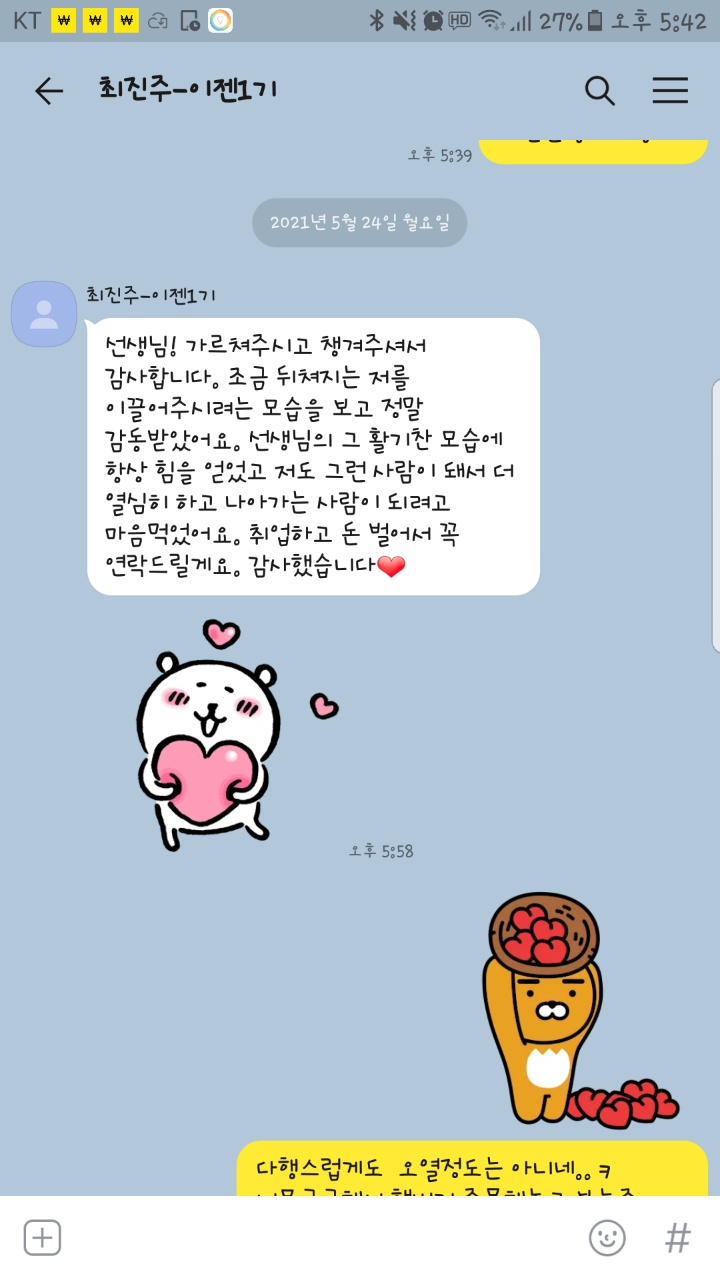 KT 27% 오후 5:42
최진주-이젠1기
오후 5:39
2021년 5월 24일 월요일
최진주-이젠1기
선생님! 가르쳐주시고 챙겨주셔서
감사합니다. 조금 뒤쳐지는 저를
이끌어주시려는 모습을 보고 정말
감동받았어요. 선생님의 그 활기찬 모습에
항상 힘을 얻었고 저도 그런 사람이 돼서 더
열심히 하고 나아가는 사람이 되려고
마음먹었어요. 취업하고 돈 벌어서 꼭
연락드릴게요. 감사했습니다❤
오후 5:58
다행스럽게도 오열정도는 아니네.. ㅋ